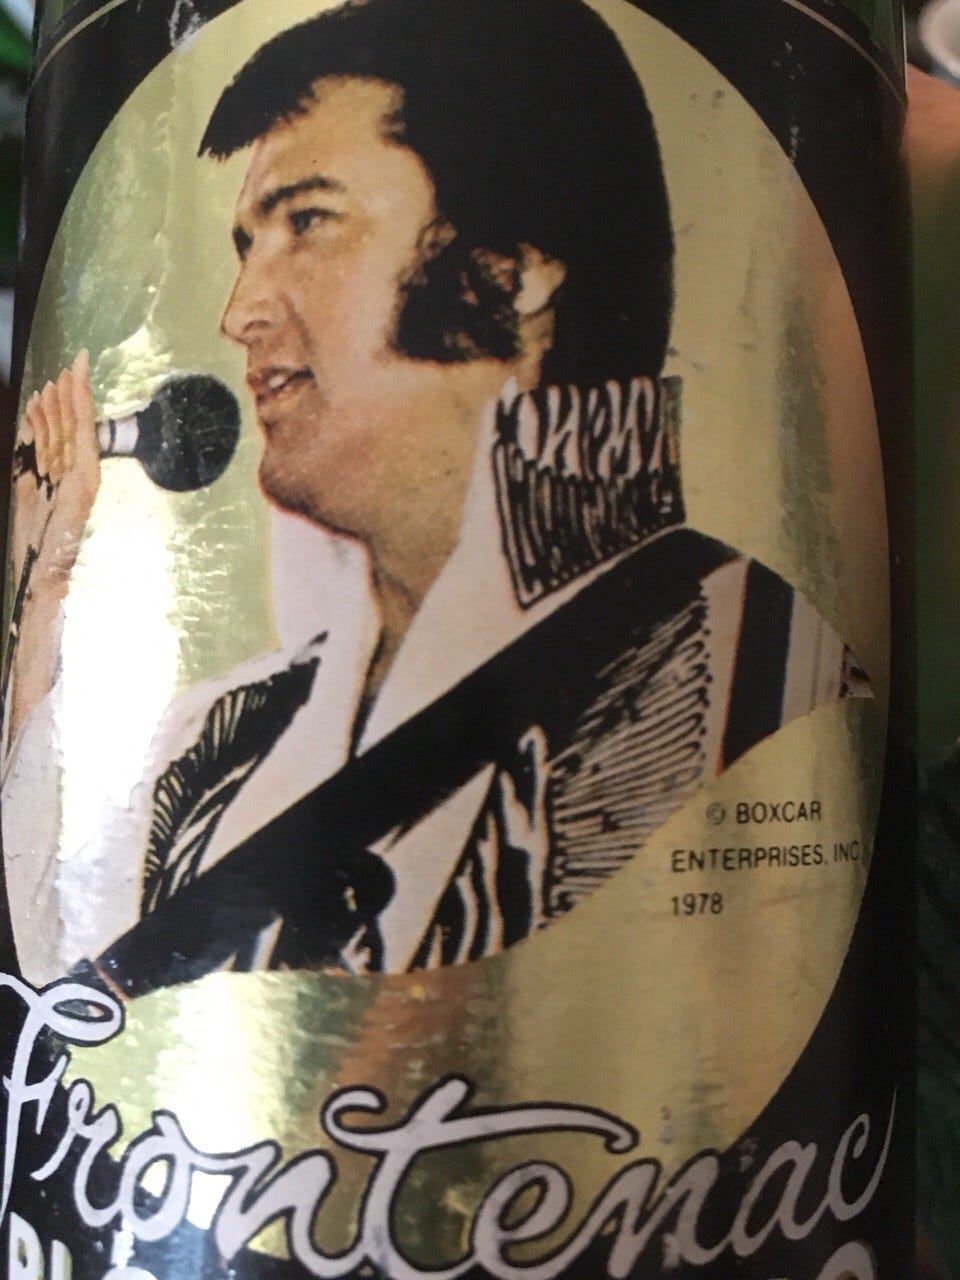 © BOXCAR
ENTERPRISES, INC.
1978
Frontenac